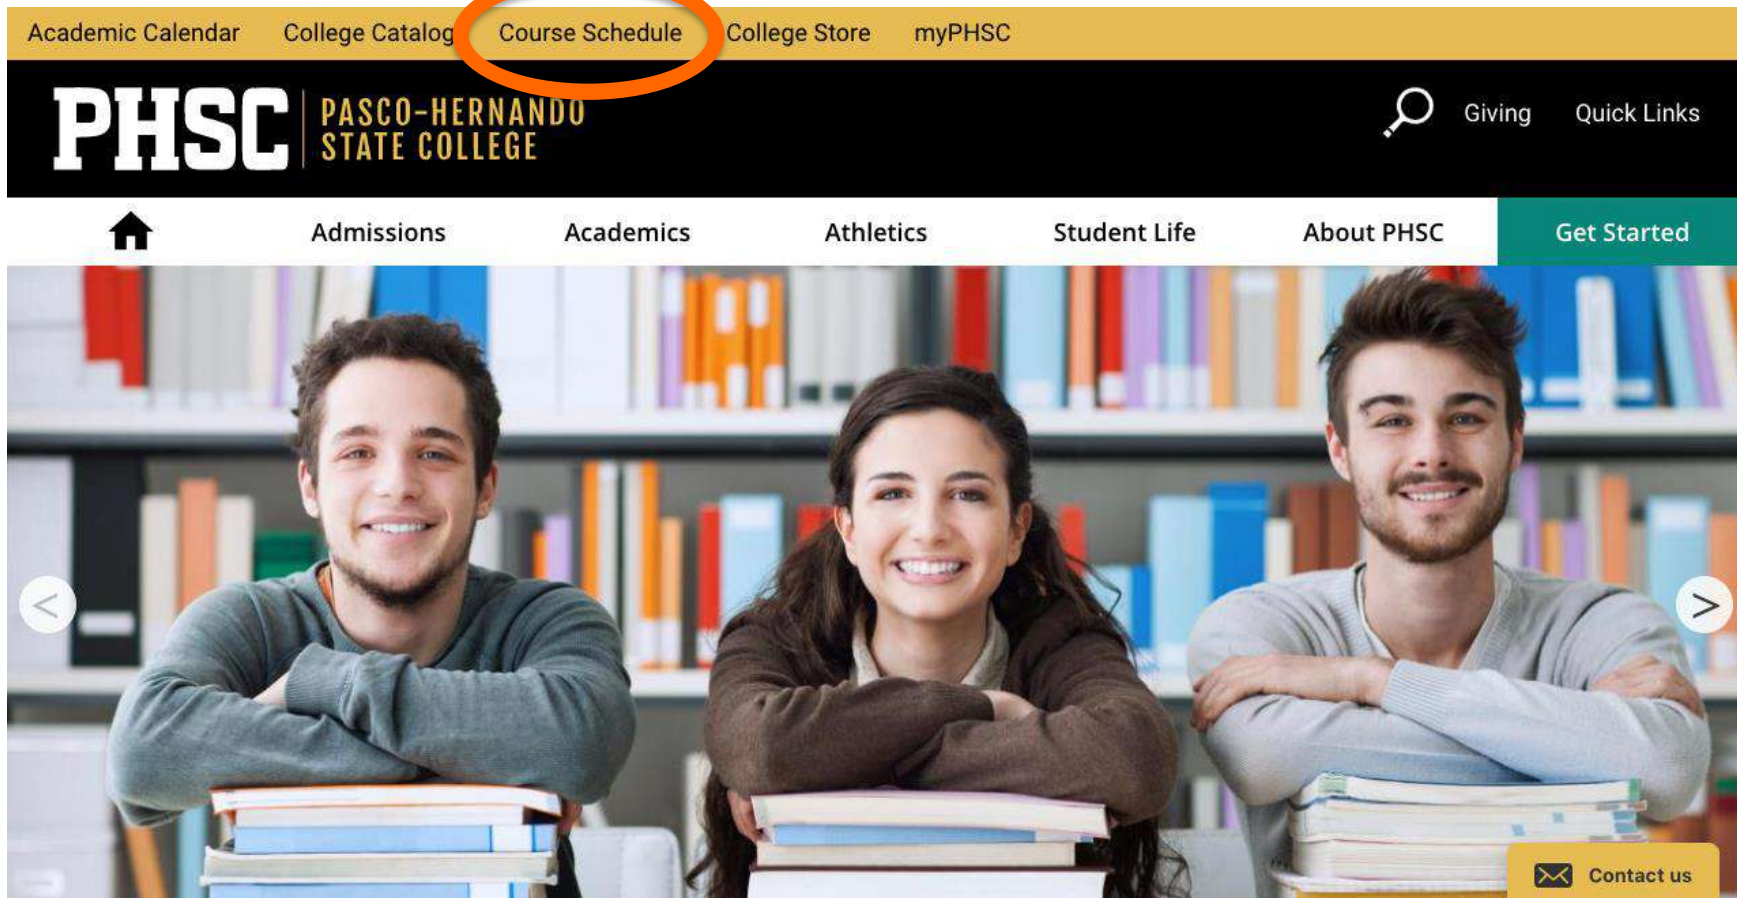 Academic Calendar College Catalog Course Schedule College Store myPHSC
PHSC
PASCO-HERNANDO
STATE COLLEGE
Giving Quick Links
Admissions Academics Athletics Student Life About PHSC Get Started
< >
Contact us